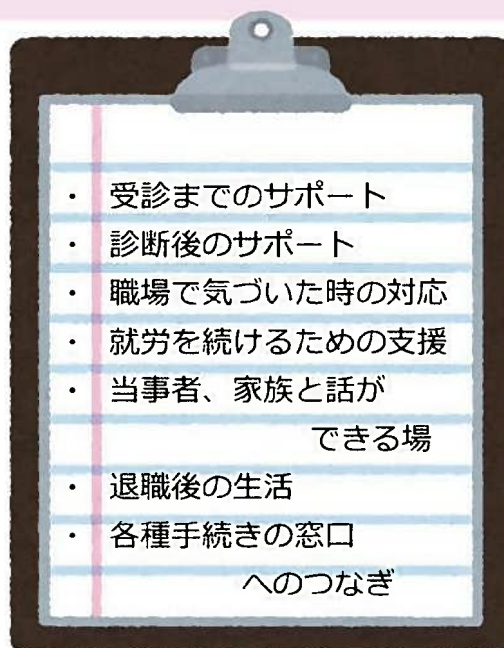 ・ 受診までのサポート
・ 診断後のサポート
・ 職場で気づいた時の対応
・ 就労を続けるための支援
・ 当事者、家族と話が
できる場
・ 退職後の生活
・ 各種手続きの窓口
へのつなぎ